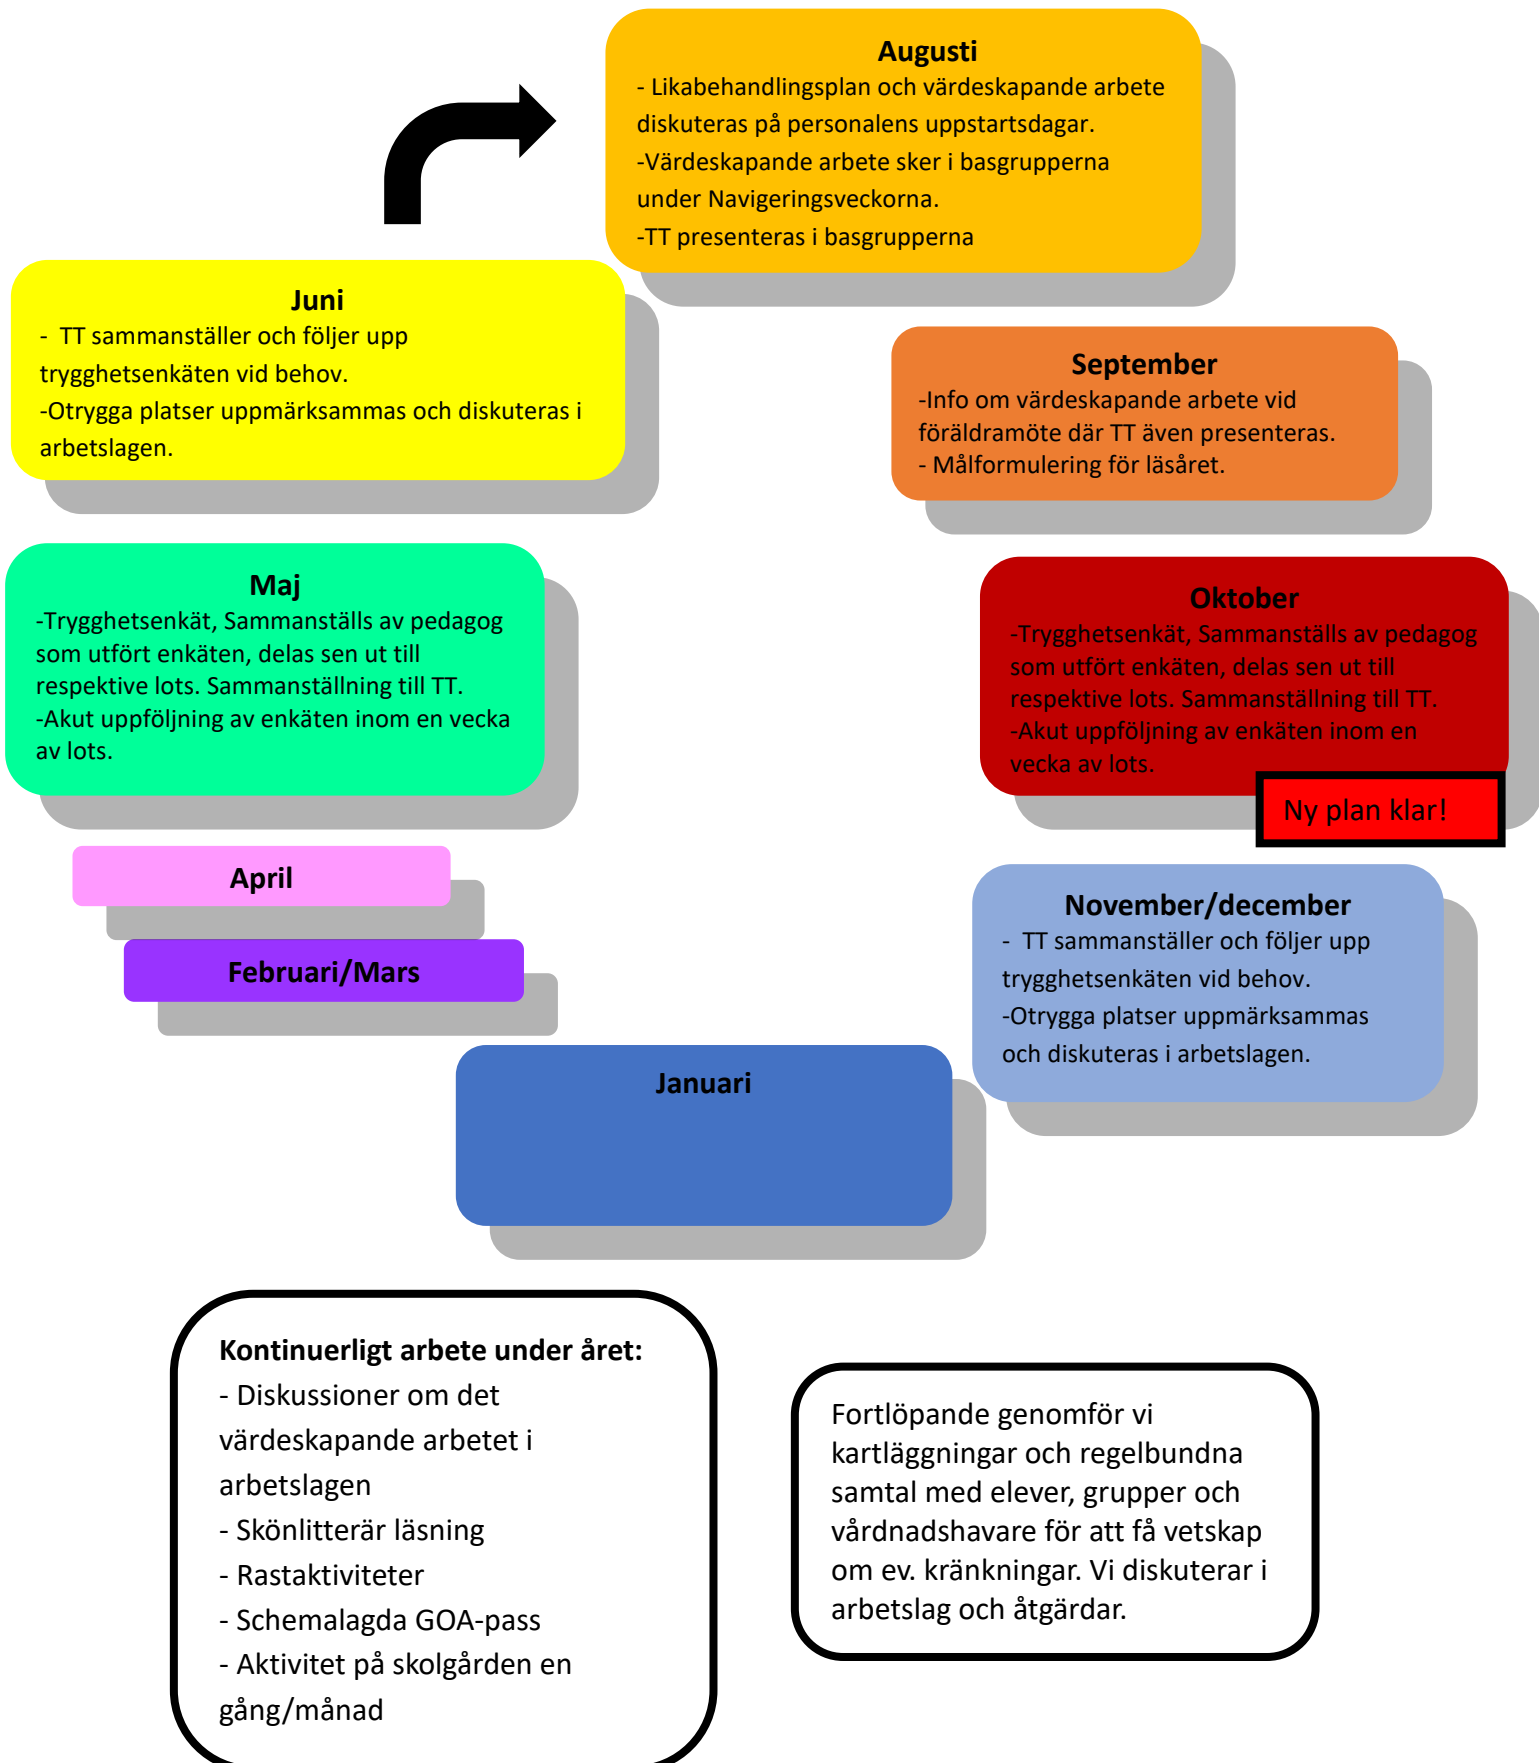 Augusti
- Likabehandlingsplan och värdeskapande arbete
diskuteras på personalens uppstartsdagar.
-Värdeskapande arbete sker i basgrupperna
under Navigeringsveckorna.
-TT presenteras i basgrupperna
Juni
- TT sammanställer och följer upp
trygghetsenkäten vid behov.
-Otrygga platser uppmärksammas och diskuteras i
arbetslagen.
September
-Info om värdeskapande arbete vid
föräldramöte där TT även presenteras.
- Målformulering för läsåret.
Maj
-Trygghetsenkät, Sammanställs av pedagog
som utfört enkäten, delas sen ut till
respektive lots. Sammanställning till TT.
-Akut uppföljning av enkäten inom en vecka
av lots.
Oktober
-Trygghetsenkät, Sammanställs av pedagog
som utfört enkäten, delas sen ut till
respektive lots. Sammanställning till TT.
-Akut uppföljning av enkäten inom en
vecka av lots.
Ny plan klar!
April
Februari/Mars
November/december
- TT sammanställer och följer upp
trygghetsenkäten vid behov.
-Otrygga platser uppmärksammas
och diskuteras i arbetslagen.
Januari
Kontinuerligt arbete under året:
- Diskussioner om det
värdeskapande arbetet i
arbetslagen
- Skönlitterär läsning
- Rastaktiviteter
- Schemalagda GOA-pass
- Aktivitet på skolgården en
gång/månad
Fortlöpande genomför vi
kartläggningar och regelbundna
samtal med elever, grupper och
vårdnadshavare för att få vetskap
om ev. kränkningar. Vi diskuterar i
arbetslag och åtgärdar.